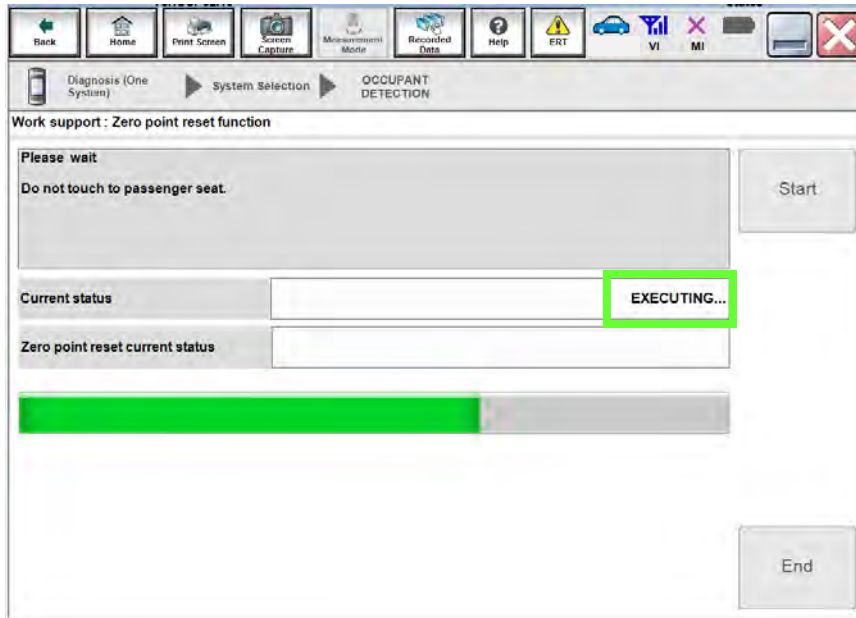 Back
Home
Print Screen
Screen
Capture
Measurement
Mode
Recorded
Data
Help
ERT
VI
MI
Diagnosis (One
System)
System Selection
OCCUPANT
DETECTION
Work support : Zero point reset function
Please wait
Do not touch to passenger seat.
Start
Current status
EXECUTING...
Zero point reset current status
End